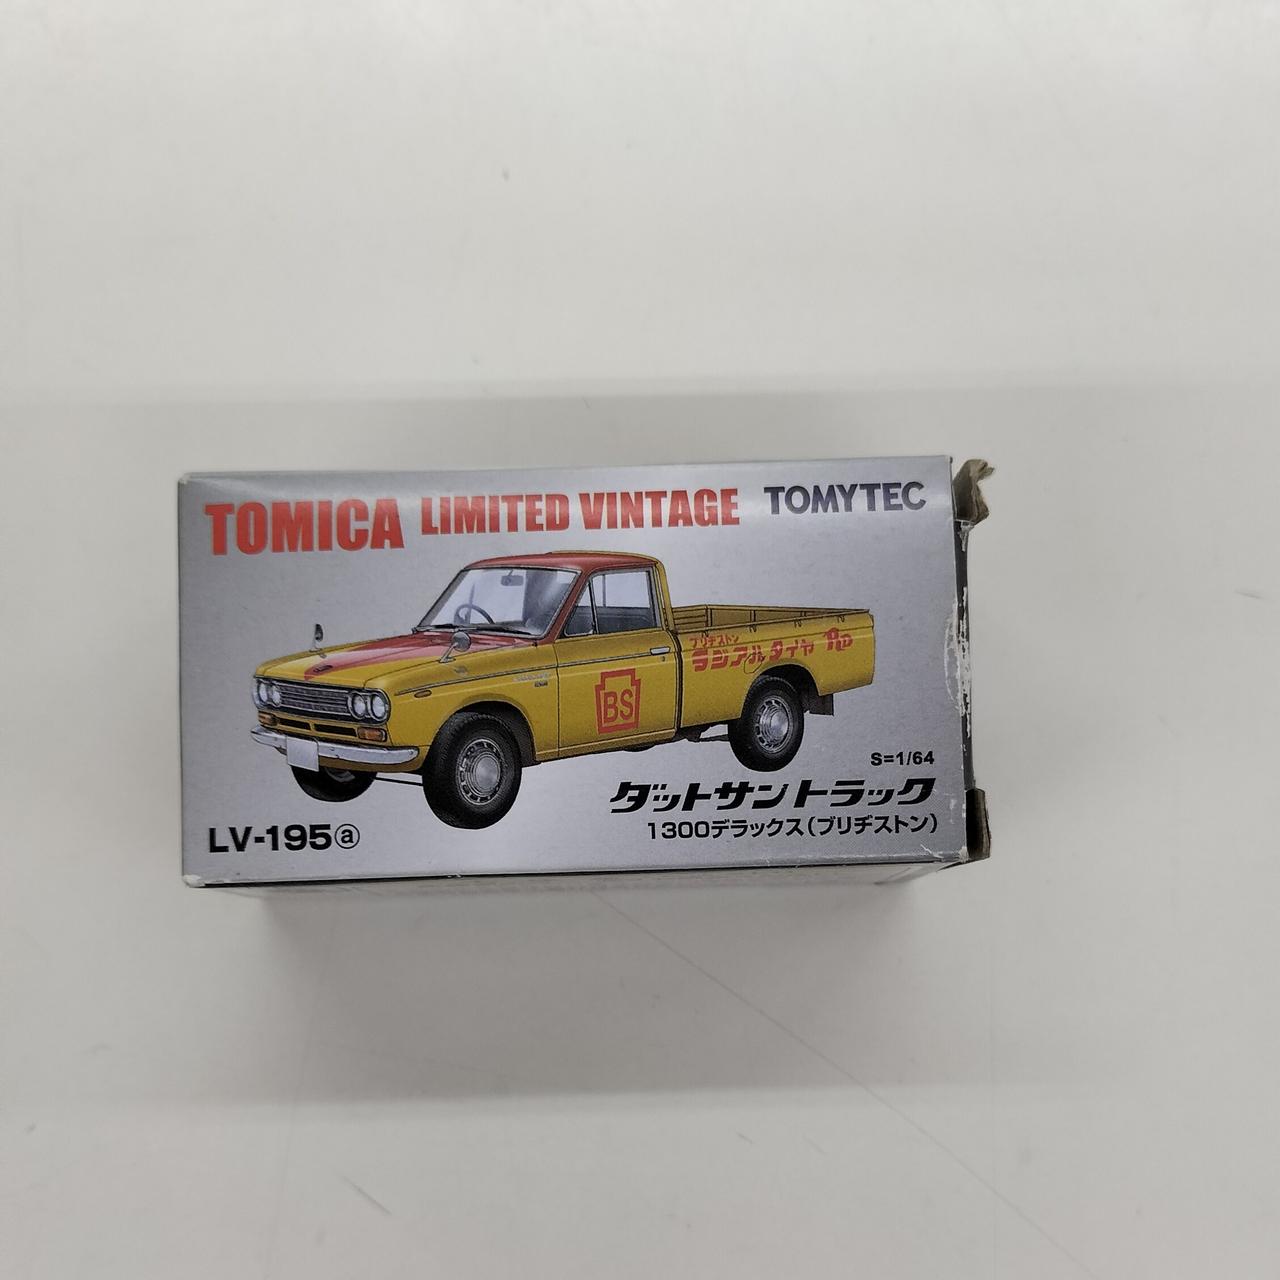 TOMICA LIMITED VINTAGE TOMYTEC
ブリヂストン
ラジアルタイヤ RD
BS
S=1/64
ダットサン トラック
1300デラックス(ブリヂストン)
LV-195ⓐ